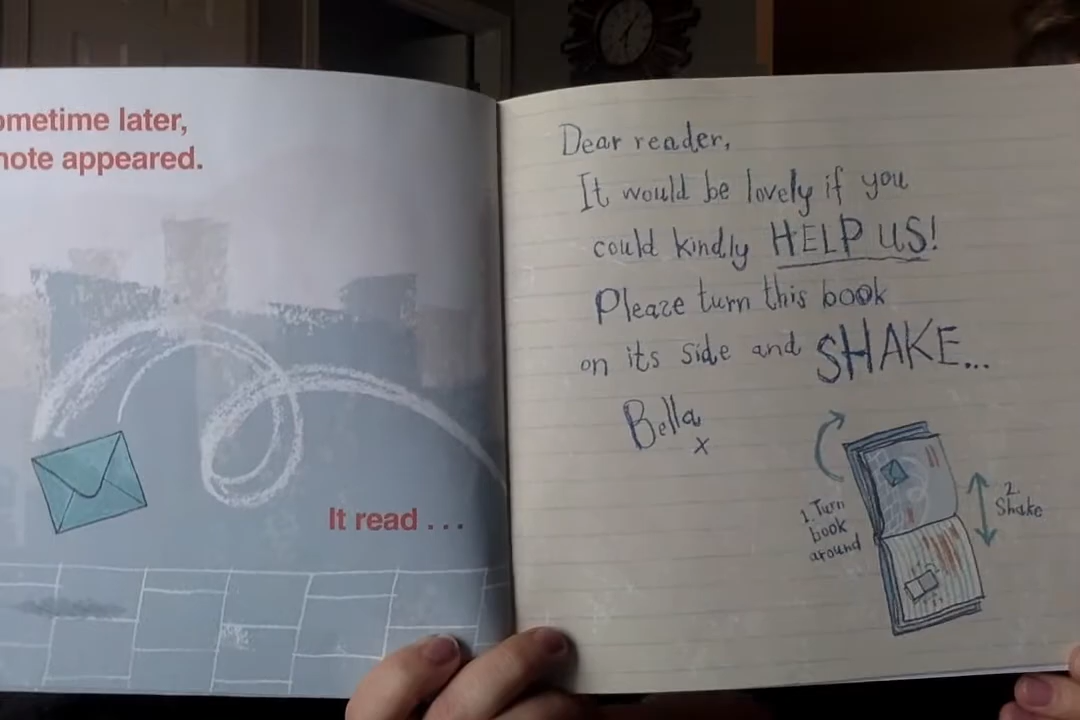 ometime later,
note appeared.
It read . . .
Dear reader,
It would be lovely if you
could kindly HELP US!
Please turn this book
on its side and SHAKE...
Bella
x
1. Turn
book
around
2.
Shake